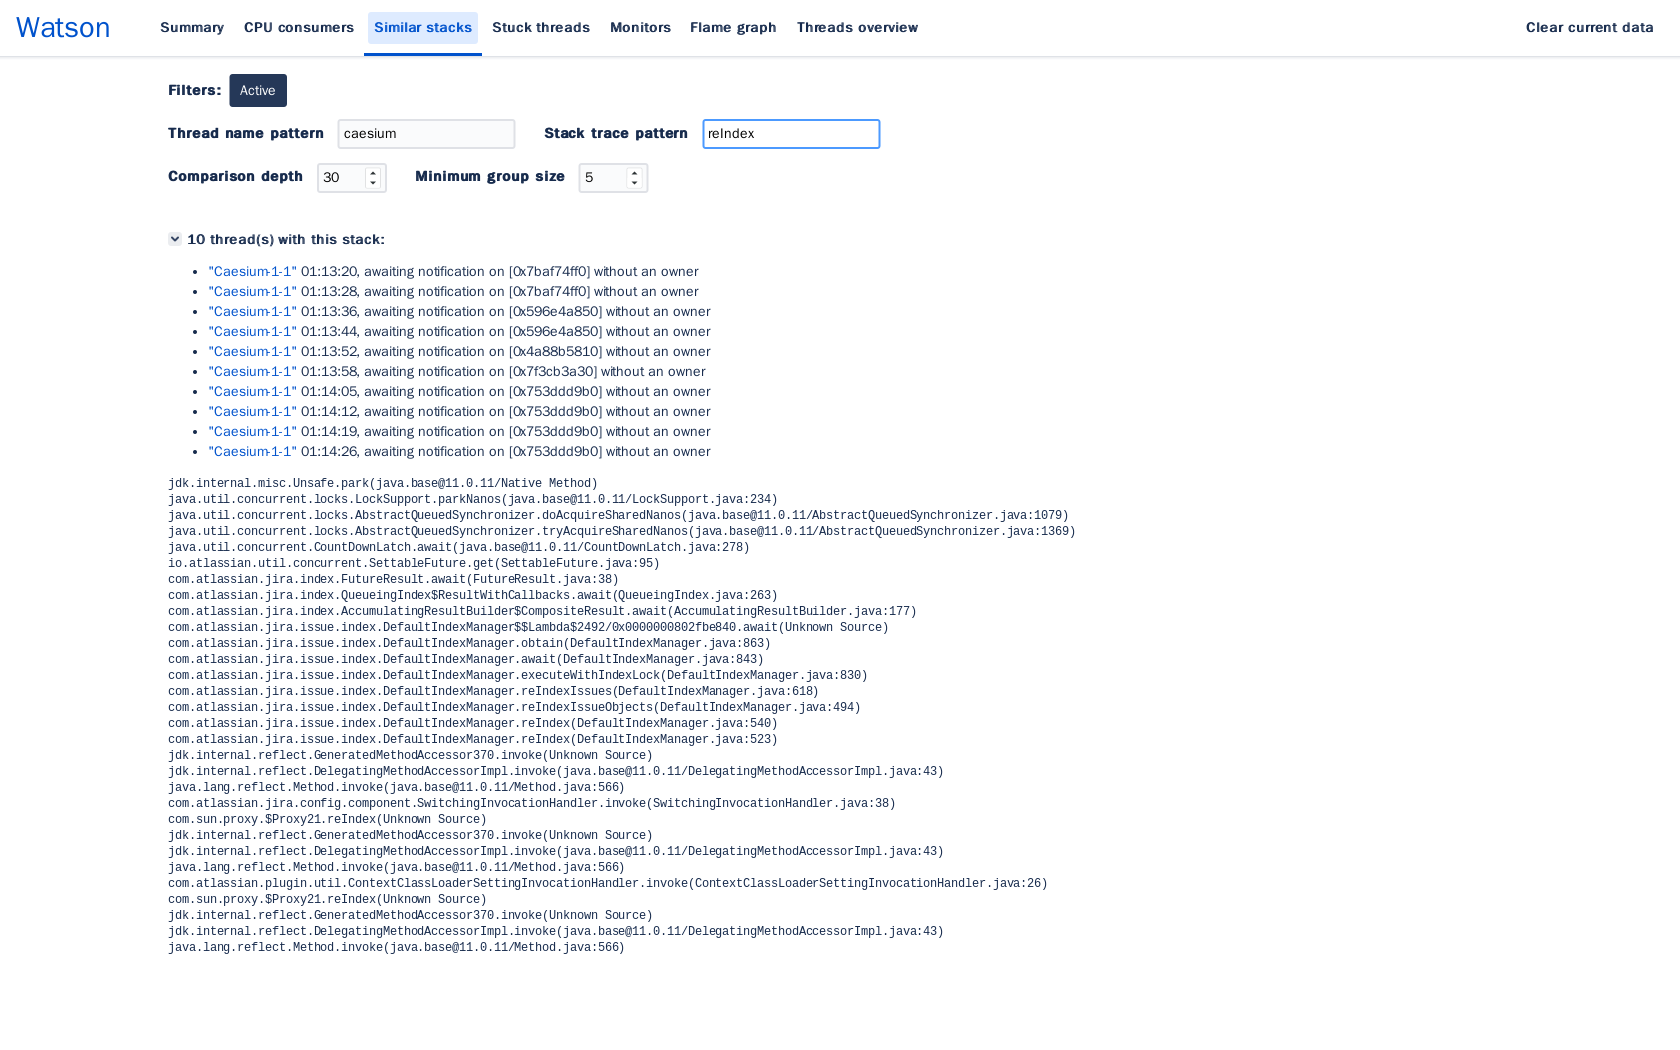 Watson
Summary CPU consumers Similar stacks Stuck threads Monitors Flame graph Threads overview Clear current data
Filters: Active
Thread name pattern caesium Stack trace pattern reIndex
Comparison depth 30 Minimum group size 5
10 thread(s) with this stack:
• "Caesium-1-1" 01:13:20, awaiting notification on [0x7baf74ff0] without an owner
• "Caesium-1-1" 01:13:28, awaiting notification on [0x7baf74ff0] without an owner
• "Caesium-1-1" 01:13:36, awaiting notification on [0x596e4a850] without an owner
• "Caesium-1-1" 01:13:44, awaiting notification on [0x596e4a850] without an owner
• "Caesium-1-1" 01:13:52, awaiting notification on [0x4a88b5810] without an owner
• "Caesium-1-1" 01:13:58, awaiting notification on [0x7f3cb3a30] without an owner
• "Caesium-1-1" 01:14:05, awaiting notification on [0x753ddd9b0] without an owner
• "Caesium-1-1" 01:14:12, awaiting notification on [0x753ddd9b0] without an owner
• "Caesium-1-1" 01:14:19, awaiting notification on [0x753ddd9b0] without an owner
• "Caesium-1-1" 01:14:26, awaiting notification on [0x753ddd9b0] without an owner
jdk.internal.misc.Unsafe.park(java.base@11.0.11/Native Method)
java.util.concurrent.locks.LockSupport.parkNanos(java.base@11.0.11/LockSupport.java:234)
java.util.concurrent.locks.AbstractQueuedSynchronizer.doAcquireSharedNanos(java.base@11.0.11/AbstractQueuedSynchronizer.java:1079)
java.util.concurrent.locks.AbstractQueuedSynchronizer.tryAcquireSharedNanos(java.base@11.0.11/AbstractQueuedSynchronizer.java:1369)
java.util.concurrent.CountDownLatch.await(java.base@11.0.11/CountDownLatch.java:278)
io.atlassian.util.concurrent.SettableFuture.get(SettableFuture.java:95)
com.atlassian.jira.index.FutureResult.await(FutureResult.java:38)
com.atlassian.jira.index.QueueingIndex$ResultWithCallbacks.await(QueueingIndex.java:263)
com.atlassian.jira.index.AccumulatingResultBuilder$CompositeResult.await(AccumulatingResultBuilder.java:177)
com.atlassian.jira.issue.index.DefaultIndexManager$$Lambda$2492/0x0000000802fbe840.await(Unknown Source)
com.atlassian.jira.issue.index.DefaultIndexManager.obtain(DefaultIndexManager.java:863)
com.atlassian.jira.issue.index.DefaultIndexManager.await(DefaultIndexManager.java:843)
com.atlassian.jira.issue.index.DefaultIndexManager.executeWithIndexLock(DefaultIndexManager.java:830)
com.atlassian.jira.issue.index.DefaultIndexManager.reIndexIssues(DefaultIndexManager.java:618)
com.atlassian.jira.issue.index.DefaultIndexManager.reIndexIssueObjects(DefaultIndexManager.java:494)
com.atlassian.jira.issue.index.DefaultIndexManager.reIndex(DefaultIndexManager.java:540)
com.atlassian.jira.issue.index.DefaultIndexManager.reIndex(DefaultIndexManager.java:523)
jdk.internal.reflect.GeneratedMethodAccessor370.invoke(Unknown Source)
jdk.internal.reflect.DelegatingMethodAccessorImpl.invoke(java.base@11.0.11/DelegatingMethodAccessorImpl.java:43)
java.lang.reflect.Method.invoke(java.base@11.0.11/Method.java:566)
com.atlassian.jira.config.component.SwitchingInvocationHandler.invoke(SwitchingInvocationHandler.java:38)
com.sun.proxy.$Proxy21.reIndex(Unknown Source)
jdk.internal.reflect.GeneratedMethodAccessor370.invoke(Unknown Source)
jdk.internal.reflect.DelegatingMethodAccessorImpl.invoke(java.base@11.0.11/DelegatingMethodAccessorImpl.java:43)
java.lang.reflect.Method.invoke(java.base@11.0.11/Method.java:566)
com.atlassian.plugin.util.ContextClassLoaderSettingInvocationHandler.invoke(ContextClassLoaderSettingInvocationHandler.java:26)
com.sun.proxy.$Proxy21.reIndex(Unknown Source)
jdk.internal.reflect.GeneratedMethodAccessor370.invoke(Unknown Source)
jdk.internal.reflect.DelegatingMethodAccessorImpl.invoke(java.base@11.0.11/DelegatingMethodAccessorImpl.java:43)
java.lang.reflect.Method.invoke(java.base@11.0.11/Method.java:566)